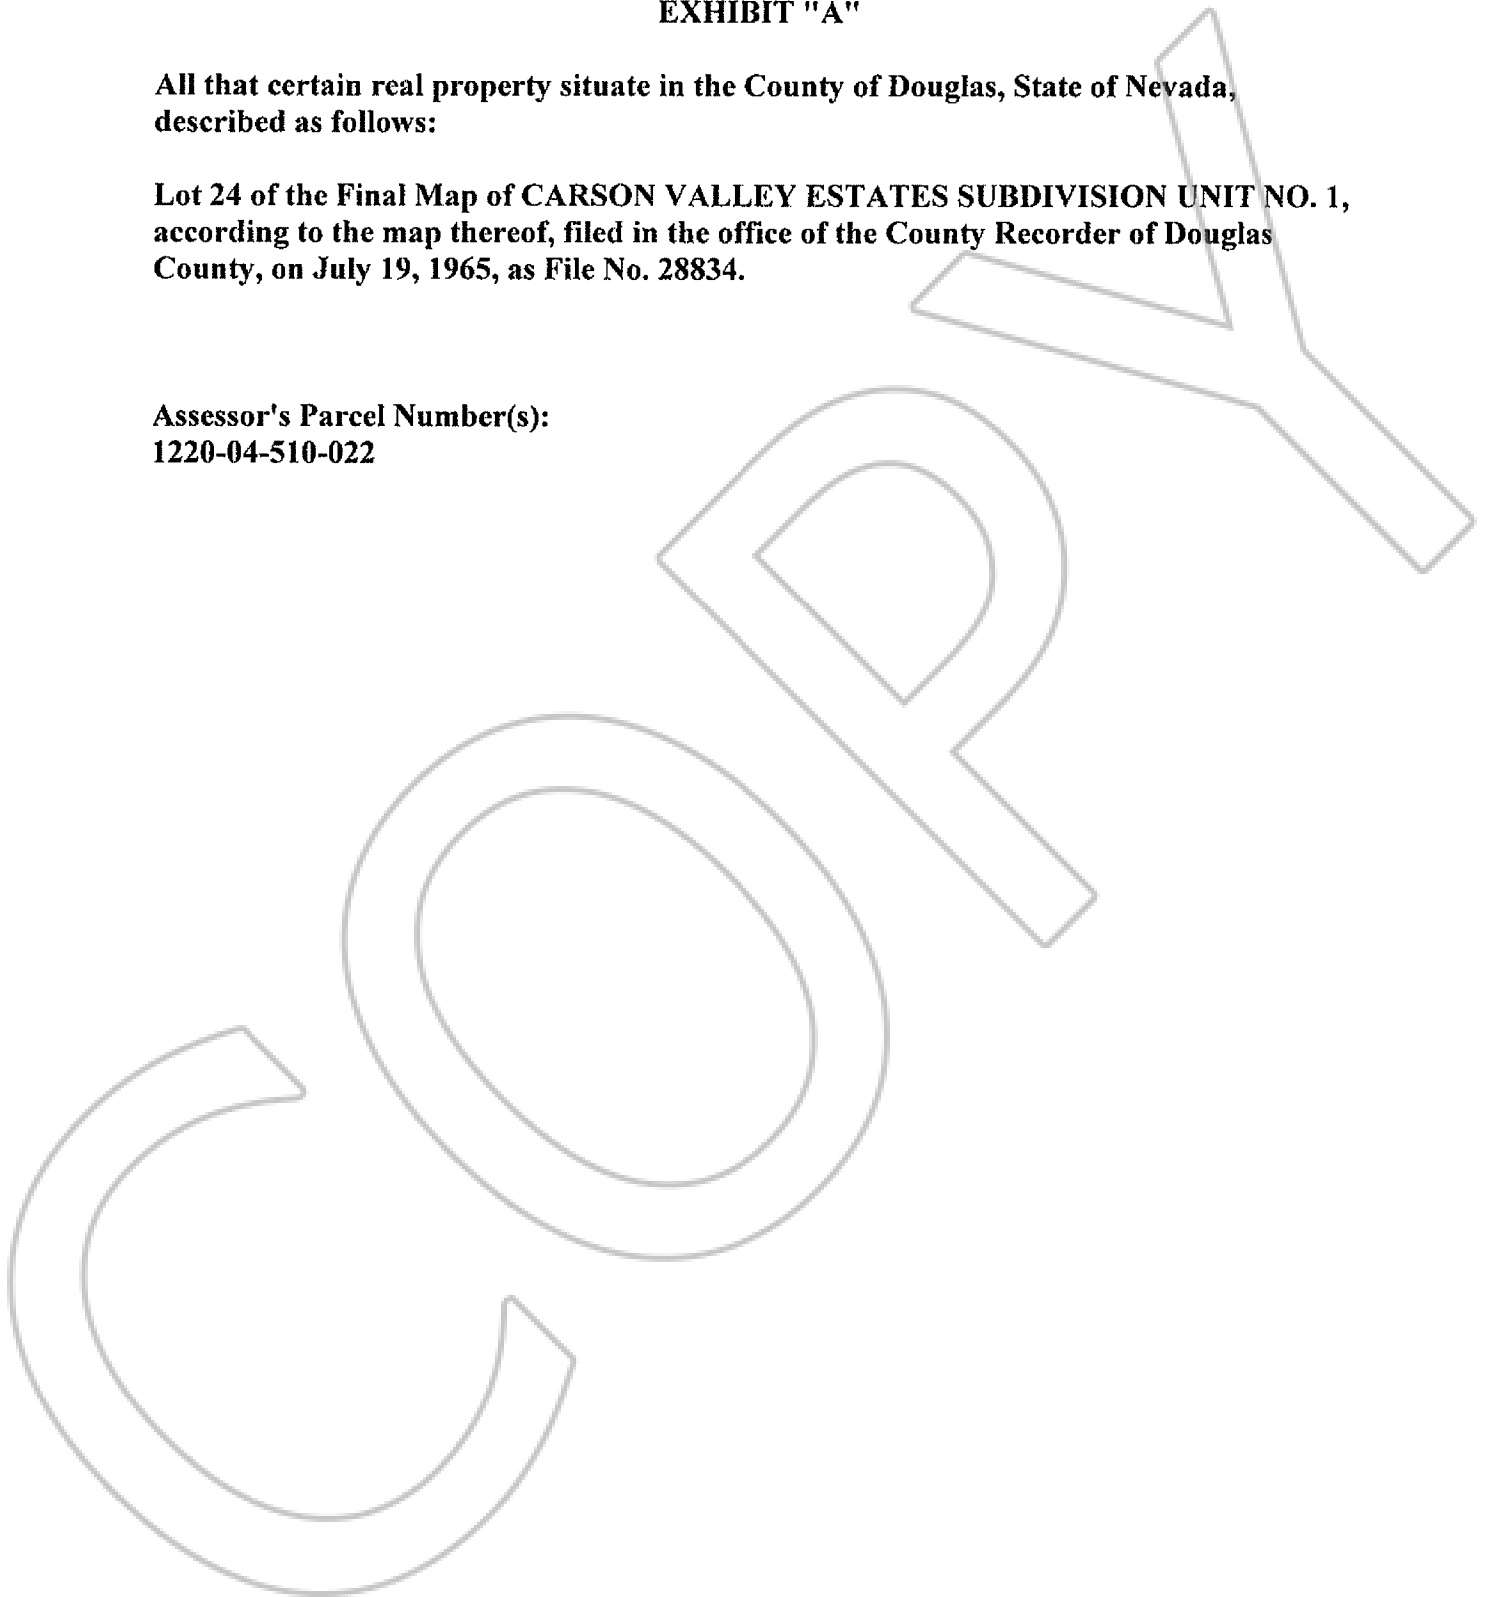 EXHIBIT "A"
All that certain real property situate in the County of Douglas, State of Nevada,
described as follows:
Lot 24 of the Final Map of CARSON VALLEY ESTATES SUBDIVISION UNIT NO. 1,
according to the map thereof, filed in the office of the County Recorder of Douglas
County, on July 19, 1965, as File No. 28834.
Assessor's Parcel Number(s):
1220-04-510-022
COPY